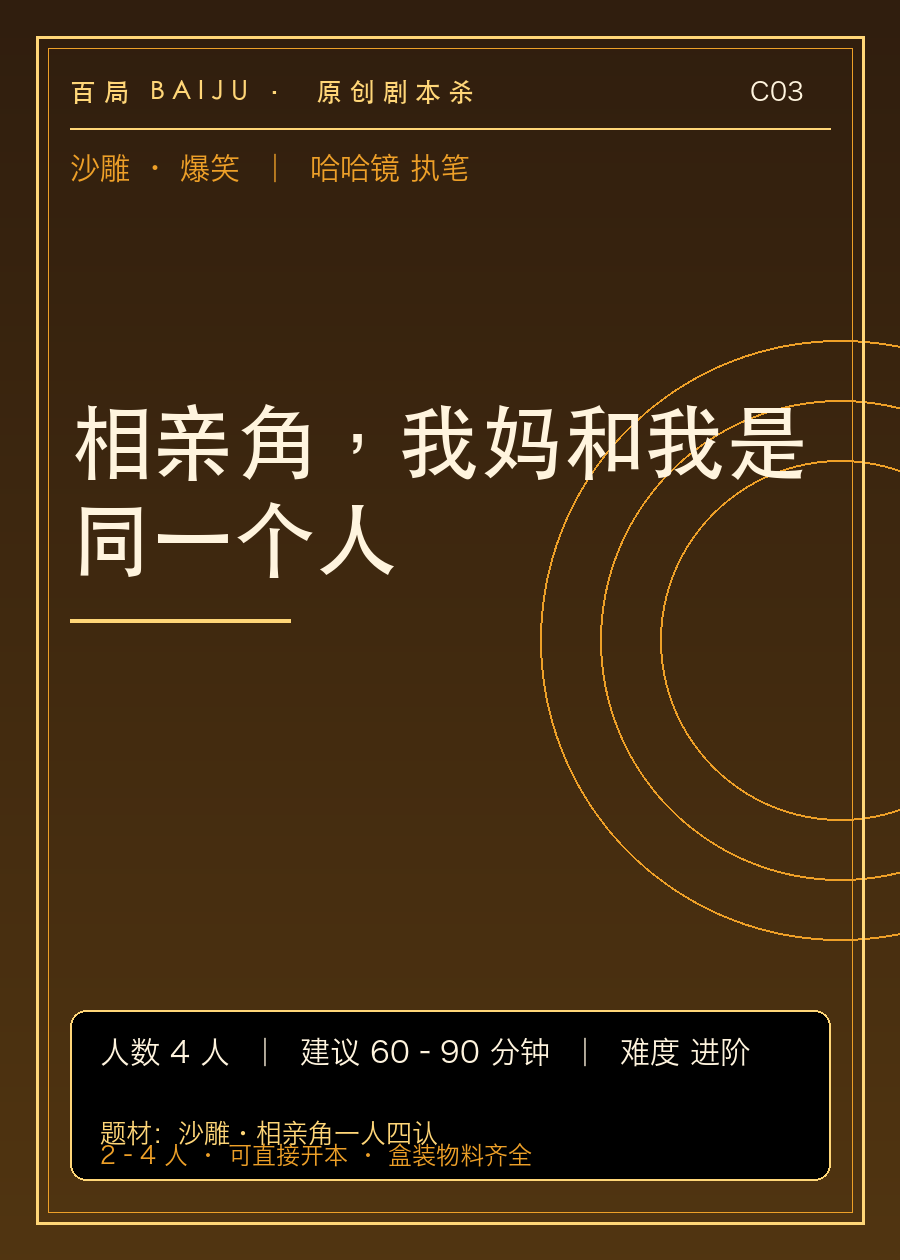 百局 BAIJU · 原创剧本杀 C03
沙雕 · 爆笑 ｜ 哈哈镜 执笔
相亲角，我妈和我是
同一个人
人数 4 人 ｜ 建议 60 - 90 分钟 ｜ 难度 进阶
题材: 沙雕 · 相亲角一人四认
2 - 4 人 · 可直接开本 · 盒装物料齐全